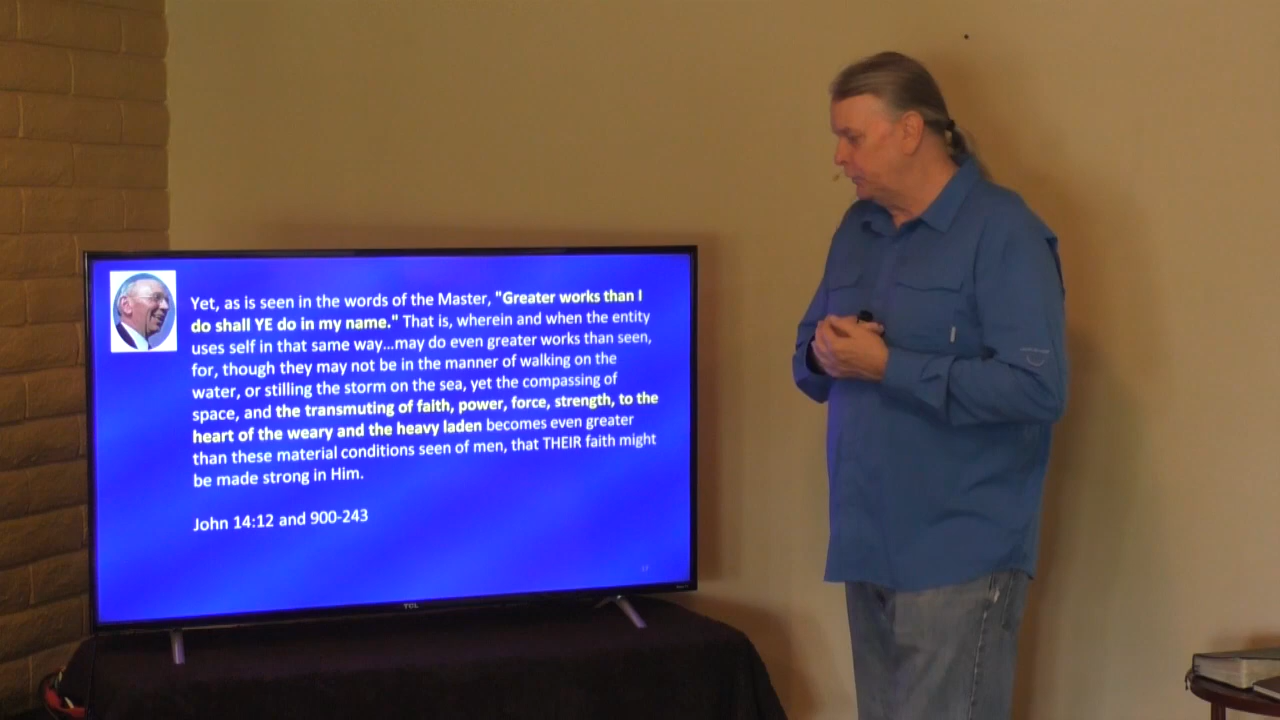 Yet, as is seen in the words of the Master, "Greater works than I
do shall YE do in my name." That is, wherein and when the entity
uses self in that same way...may do even greater works than seen,
for, though they may not be in the manner of walking on the
water, or stilling the storm on the sea, yet the compassing of
space, and the transmuting of faith, power, force, strength, to the
heart of the weary and the heavy laden becomes even greater
than these material conditions seen of men, that THEIR faith might
be made strong in Him.
John 14:12 and 900-243
17
TCL